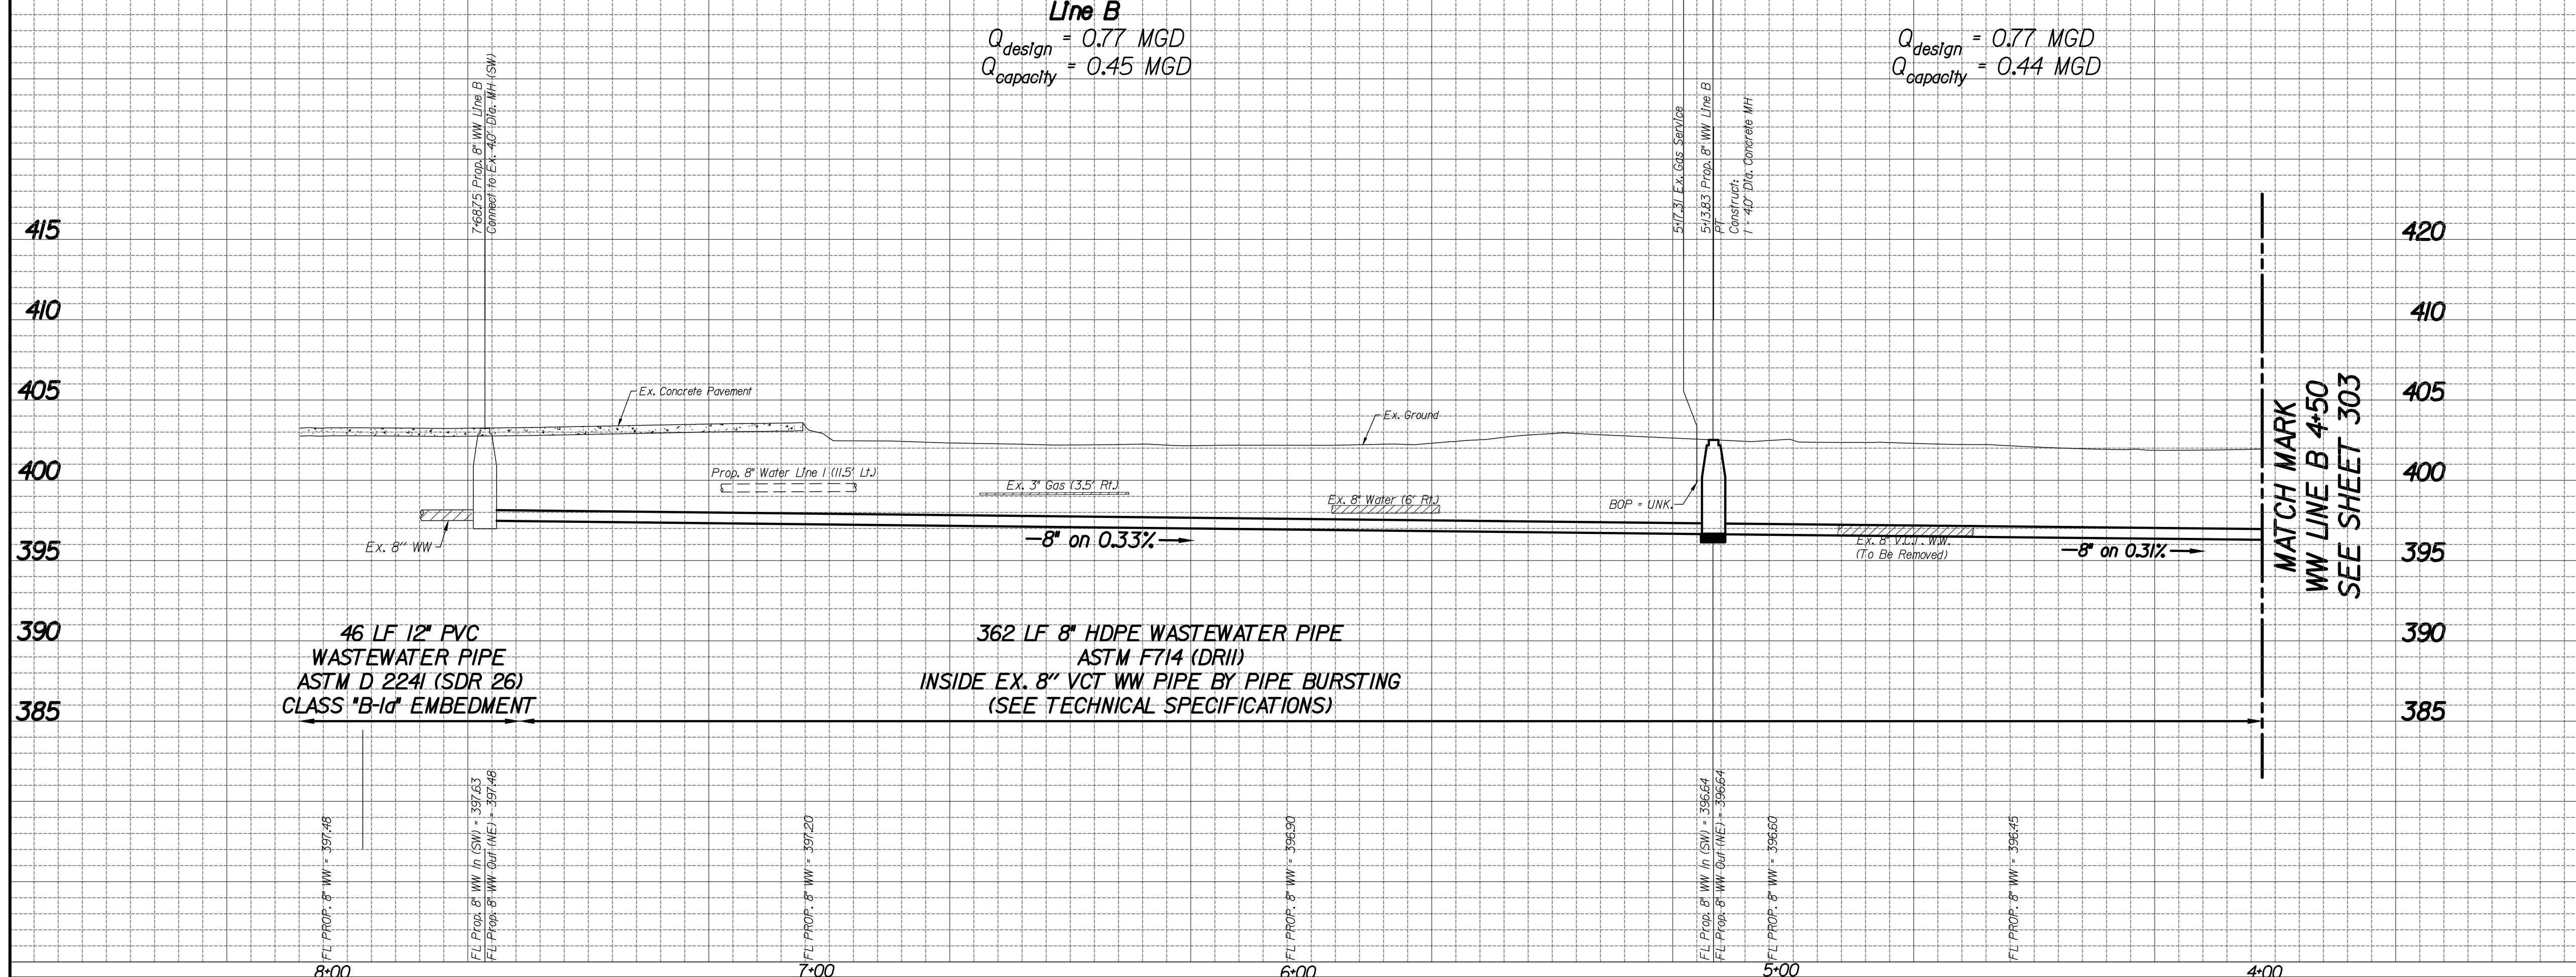 Line B
Qdesign = 0.77 MGD
Qcapacity = 0.45 MGD
Qdesign = 0.77 MGD
Qcapacity = 0.44 MGD
7+68.75 Prop. 8" WW Line B
Connect to Ex. 4.0' Dia. MH (SW)
5+17.31 Ex. Gas Service
5+13.83 Prop. 8" WW Line B
PT
Construct:
1 - 4.0' Dia. Concrete MH
415
420
410
410
405
405
400
400
395
395
390
390
385
385
Ex. Concrete Pavement
Ex. Ground
Prop. 8" Water Line 1 (11.5' Lt.)
Ex. 3" Gas (3.5' Rt.)
Ex. 8" Water (6' Rt.)
BOP = UNK.
Ex. 8'' WW
8" on 0.33%
Ex. 8" V.C.T. W.W.
(To Be Removed)
8" on 0.31%
MATCH MARK
WW LINE B 4+50
SEE SHEET 303
46 LF 12" PVC
WASTEWATER PIPE
ASTM D 2241 (SDR 26)
CLASS "B-1a" EMBEDMENT
362 LF 8" HDPE WASTEWATER PIPE
ASTM F714 (DR11)
INSIDE EX. 8'' VCT WW PIPE BY PIPE BURSTING
(SEE TECHNICAL SPECIFICATIONS)
FL PROP. 8" WW = 397.48
FL Prop. 8" WW In (SW) = 397.63
FL Prop. 8" WW Out (NE) = 397.48
FL PROP. 8" WW = 397.20
FL PROP. 8" WW = 396.90
FL Prop. 8" WW In (SW) = 396.64
FL Prop. 8" WW Out (NE) = 396.64
FL PROP. 8" WW = 396.60
FL PROP. 8" WW = 396.45
8+00
7+00
6+00
5+00
4+00